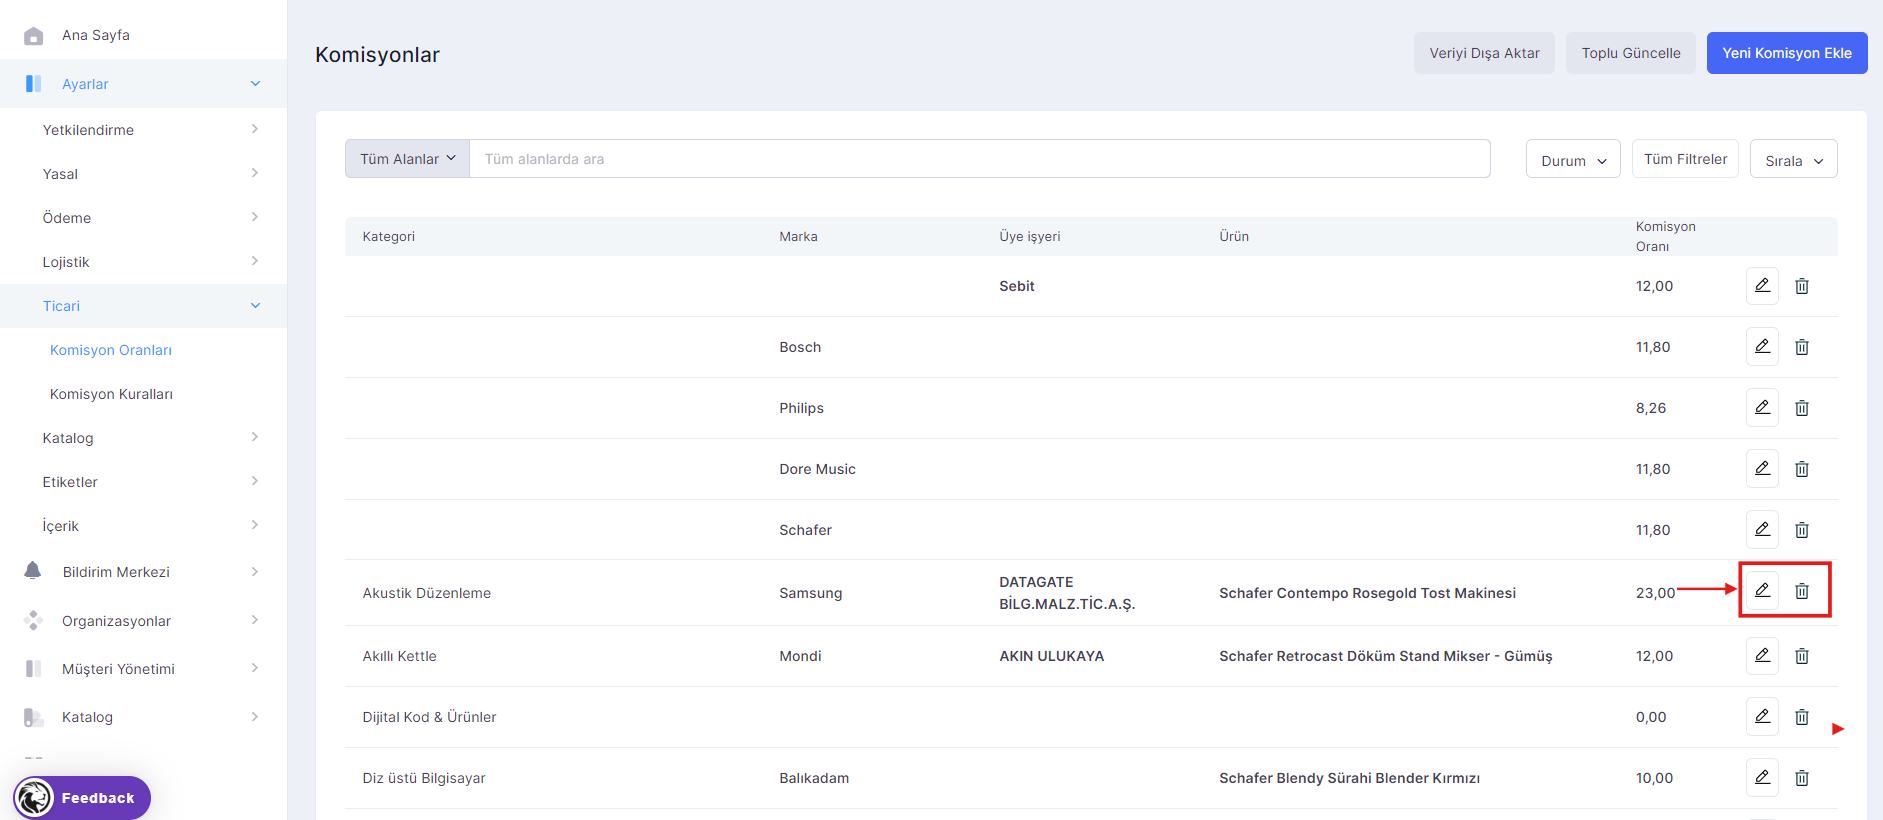 Ana Sayfa
Ayarlar
Yetkilendirme
Yasal
Ödeme
Lojistik
Ticari
Komisyon Oranları
Komisyon Kuralları
Katalog
Etiketler
İçerik
Bildirim Merkezi
Organizasyonlar
Müşteri Yönetimi
Katalog
Feedback
Komisyonlar
Veriyi Dışa Aktar
Toplu Güncelle
Yeni Komisyon Ekle
Tüm Alanlar
Tüm alanlarda ara
Durum
Tüm Filtreler
Sırala
Kategori Marka Üye işyeri Ürün Komisyon
Oranı
Sebit 12,00
Bosch 11,80
Philips 8,26
Dore Music 11,80
Schafer 11,80
Akustik Düzenleme Samsung DATAGATE
BİLG.MALZ.TİC.A.Ş. Schafer Contempo Rosegold Tost Makinesi 23,00
Akıllı Kettle Mondi AKIN ULUKAYA Schafer Retrocast Döküm Stand Mikser - Gümüş 12,00
Dijital Kod & Ürünler 0,00
Diz üstü Bilgisayar Balıkadam Schafer Blendy Sürahi Blender Kırmızı 10,00